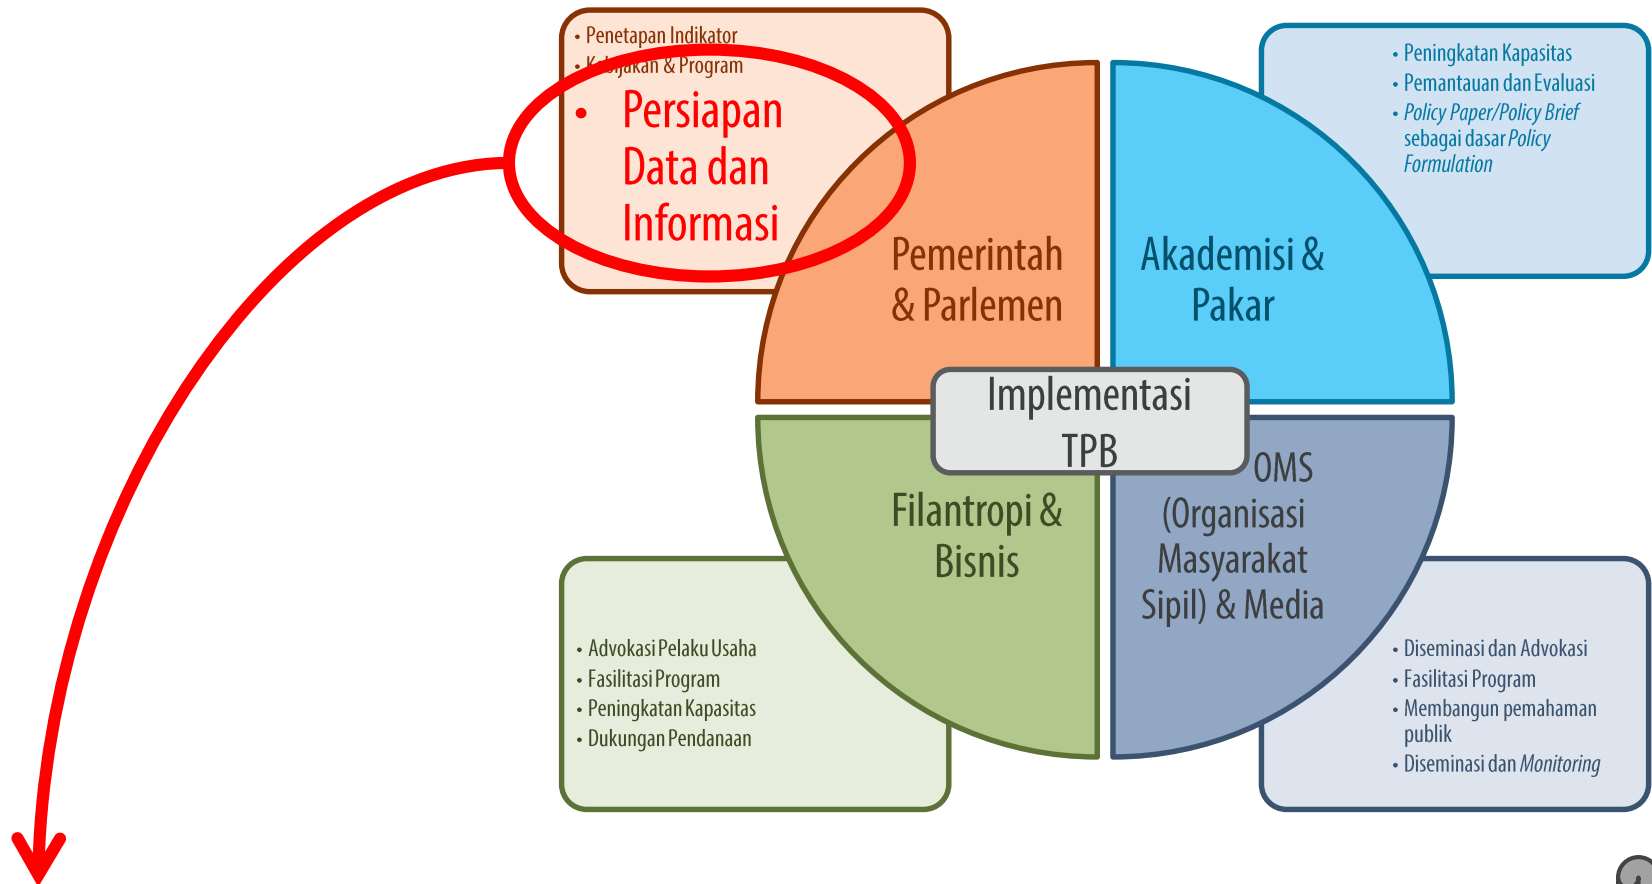 • Penetapan Indikator
• Kebijakan & Program
• Persiapan
Data dan
Informasi
Pemerintah
& Parlemen
• Peningkatan Kapasitas
• Pemantauan dan Evaluasi
• Policy Paper/Policy Brief
sebagai dasar Policy
Formulation
Akademisi &
Pakar
Implementasi
TPB
Filantropi &
Bisnis
OMS
(Organisasi
Masyarakat
Sipil) & Media
• Advokasi Pelaku Usaha
• Fasilitasi Program
• Peningkatan Kapasitas
• Dukungan Pendanaan
• Diseminasi dan Advokasi
• Fasilitasi Program
• Membangun pemahaman
publik
• Diseminasi dan Monitoring